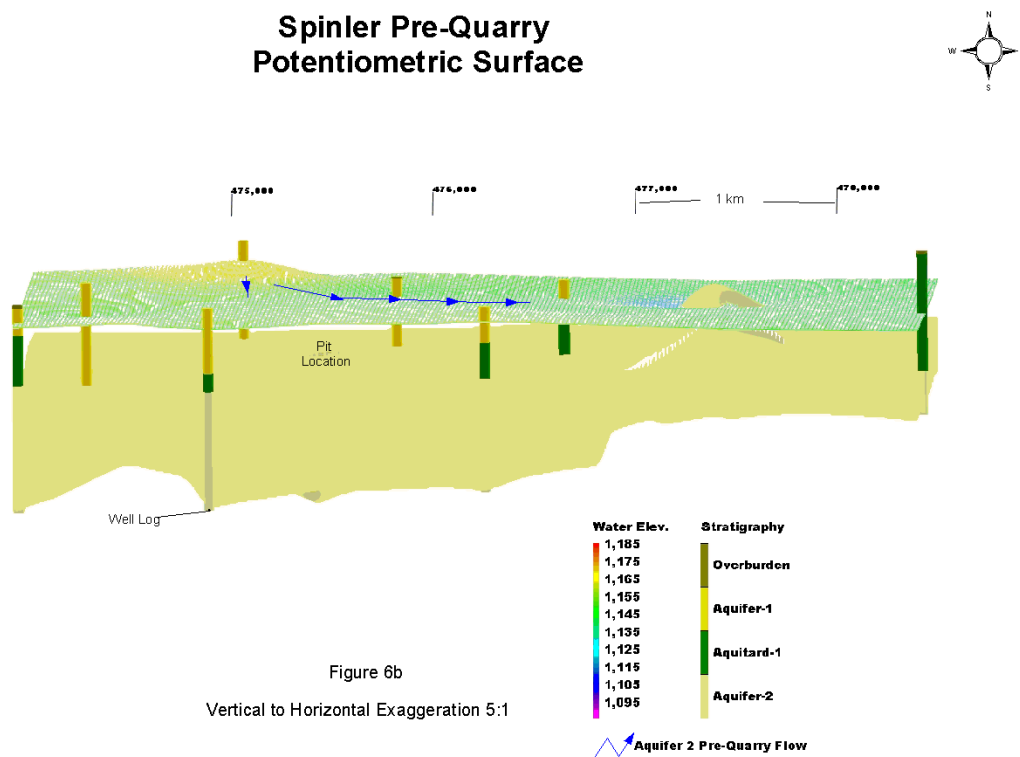 Spinler Pre-Quarry
Potentiometric Surface
N
W
S
475,000
476,000
477,000
478,000
1 km
Pit
Location
Well Log
Water Elev.
Stratigraphy
1,185
1,175
1,165
1,155
1,145
1,135
1,125
1,115
1,105
1,095
Overburden
Aquifer-1
Aquitard-1
Aquifer-2
Figure 6b
Vertical to Horizontal Exaggeration 5:1
Aquifer 2 Pre-Quarry Flow